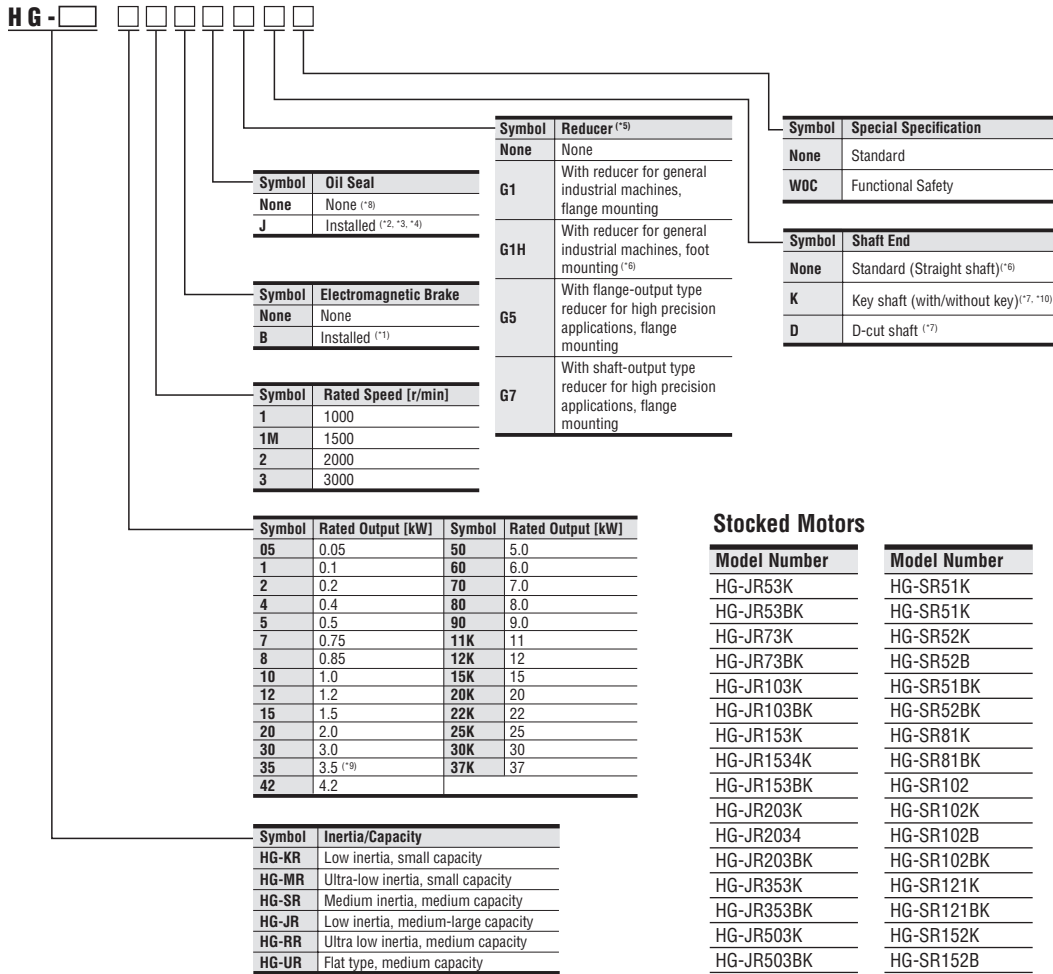 HG-
Symbol Reducer (*5)
None None
G1 With reducer for general
industrial machines,
flange mounting
G1H With reducer for general
industrial machines, foot
mounting (*6)
G5 With flange-output type
reducer for high precision
applications, flange
mounting
G7 With shaft-output type
reducer for high precision
applications, flange
mounting
Symbol Special Specification
None Standard
W0C Functional Safety
Symbol Oil Seal
None None (*8)
J Installed (*2, *3, *4)
Symbol Shaft End
None Standard (Straight shaft)(*6)
K Key shaft (with/without key)(*7, *10)
D D-cut shaft (*7)
Symbol Electromagnetic Brake
None None
B Installed (*1)
Symbol Rated Speed [r/min]
1 1000
1M 1500
2 2000
3 3000
Symbol Rated Output [kW] Symbol Rated Output [kW]
05 0.05 50 5.0
1 0.1 60 6.0
2 0.2 70 7.0
4 0.4 80 8.0
5 0.5 90 9.0
7 0.75 11K 11
8 0.85 12K 12
10 1.0 15K 15
12 1.2 20K 20
15 1.5 22K 22
20 2.0 25K 25
30 3.0 30K 30
35 3.5 (*9) 37K 37
42 4.2
Symbol Inertia/Capacity
HG-KR Low inertia, small capacity
HG-MR Ultra-low inertia, small capacity
HG-SR Medium inertia, medium capacity
HG-JR Low inertia, medium-large capacity
HG-RR Ultra low inertia, medium capacity
HG-UR Flat type, medium capacity
Stocked Motors
Model Number Model Number
HG-JR53K HG-SR51K
HG-JR53BK HG-SR51K
HG-JR73K HG-SR52K
HG-JR73BK HG-SR52B
HG-JR103K HG-SR51BK
HG-JR103BK HG-SR52BK
HG-JR153K HG-SR81K
HG-JR1534K HG-SR81BK
HG-JR153BK HG-SR102
HG-JR203K HG-SR102K
HG-JR2034 HG-SR102B
HG-JR203BK HG-SR102BK
HG-JR353K HG-SR121K
HG-JR353BK HG-SR121BK
HG-JR503K HG-SR152K
HG-JR503BK HG-SR152B